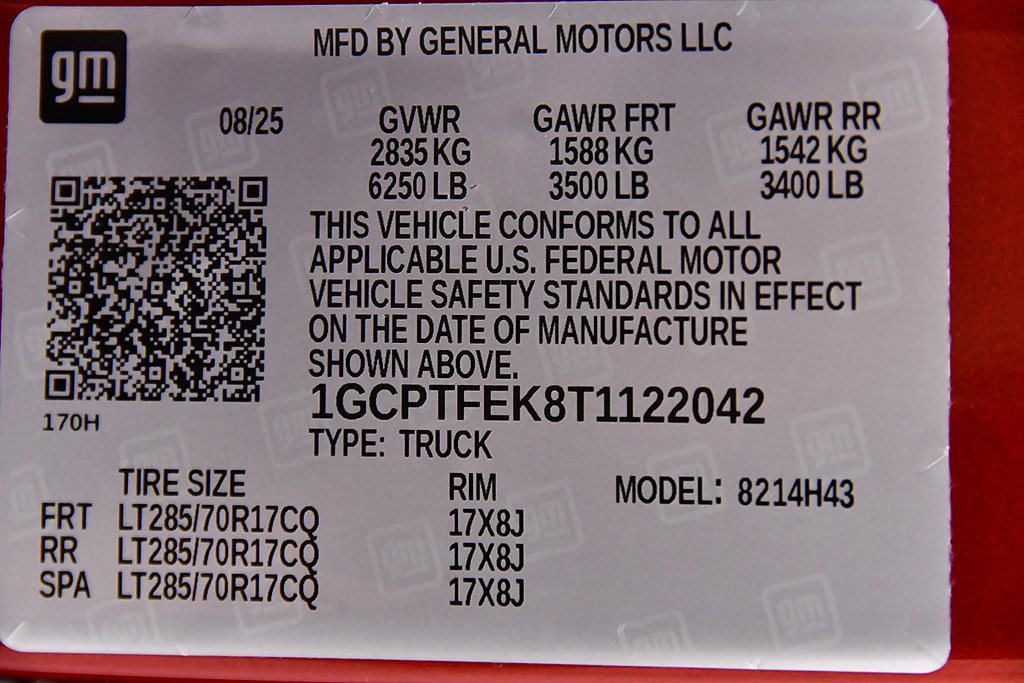 gm
MFD BY GENERAL MOTORS LLC
08/25 GVWR GAWR FRT GAWR RR
2835 KG 1588 KG 1542 KG
6250 LB 3500 LB 3400 LB
THIS VEHICLE CONFORMS TO ALL
APPLICABLE U.S. FEDERAL MOTOR
VEHICLE SAFETY STANDARDS IN EFFECT
ON THE DATE OF MANUFACTURE
SHOWN ABOVE.
1GCPTFEK8T1122042
170H
TYPE: TRUCK
TIRE SIZE RIM MODEL: 8214H43
FRT LT285/70R17CQ 17X8J
RR LT285/70R17CQ 17X8J
SPA LT285/70R17CQ 17X8J